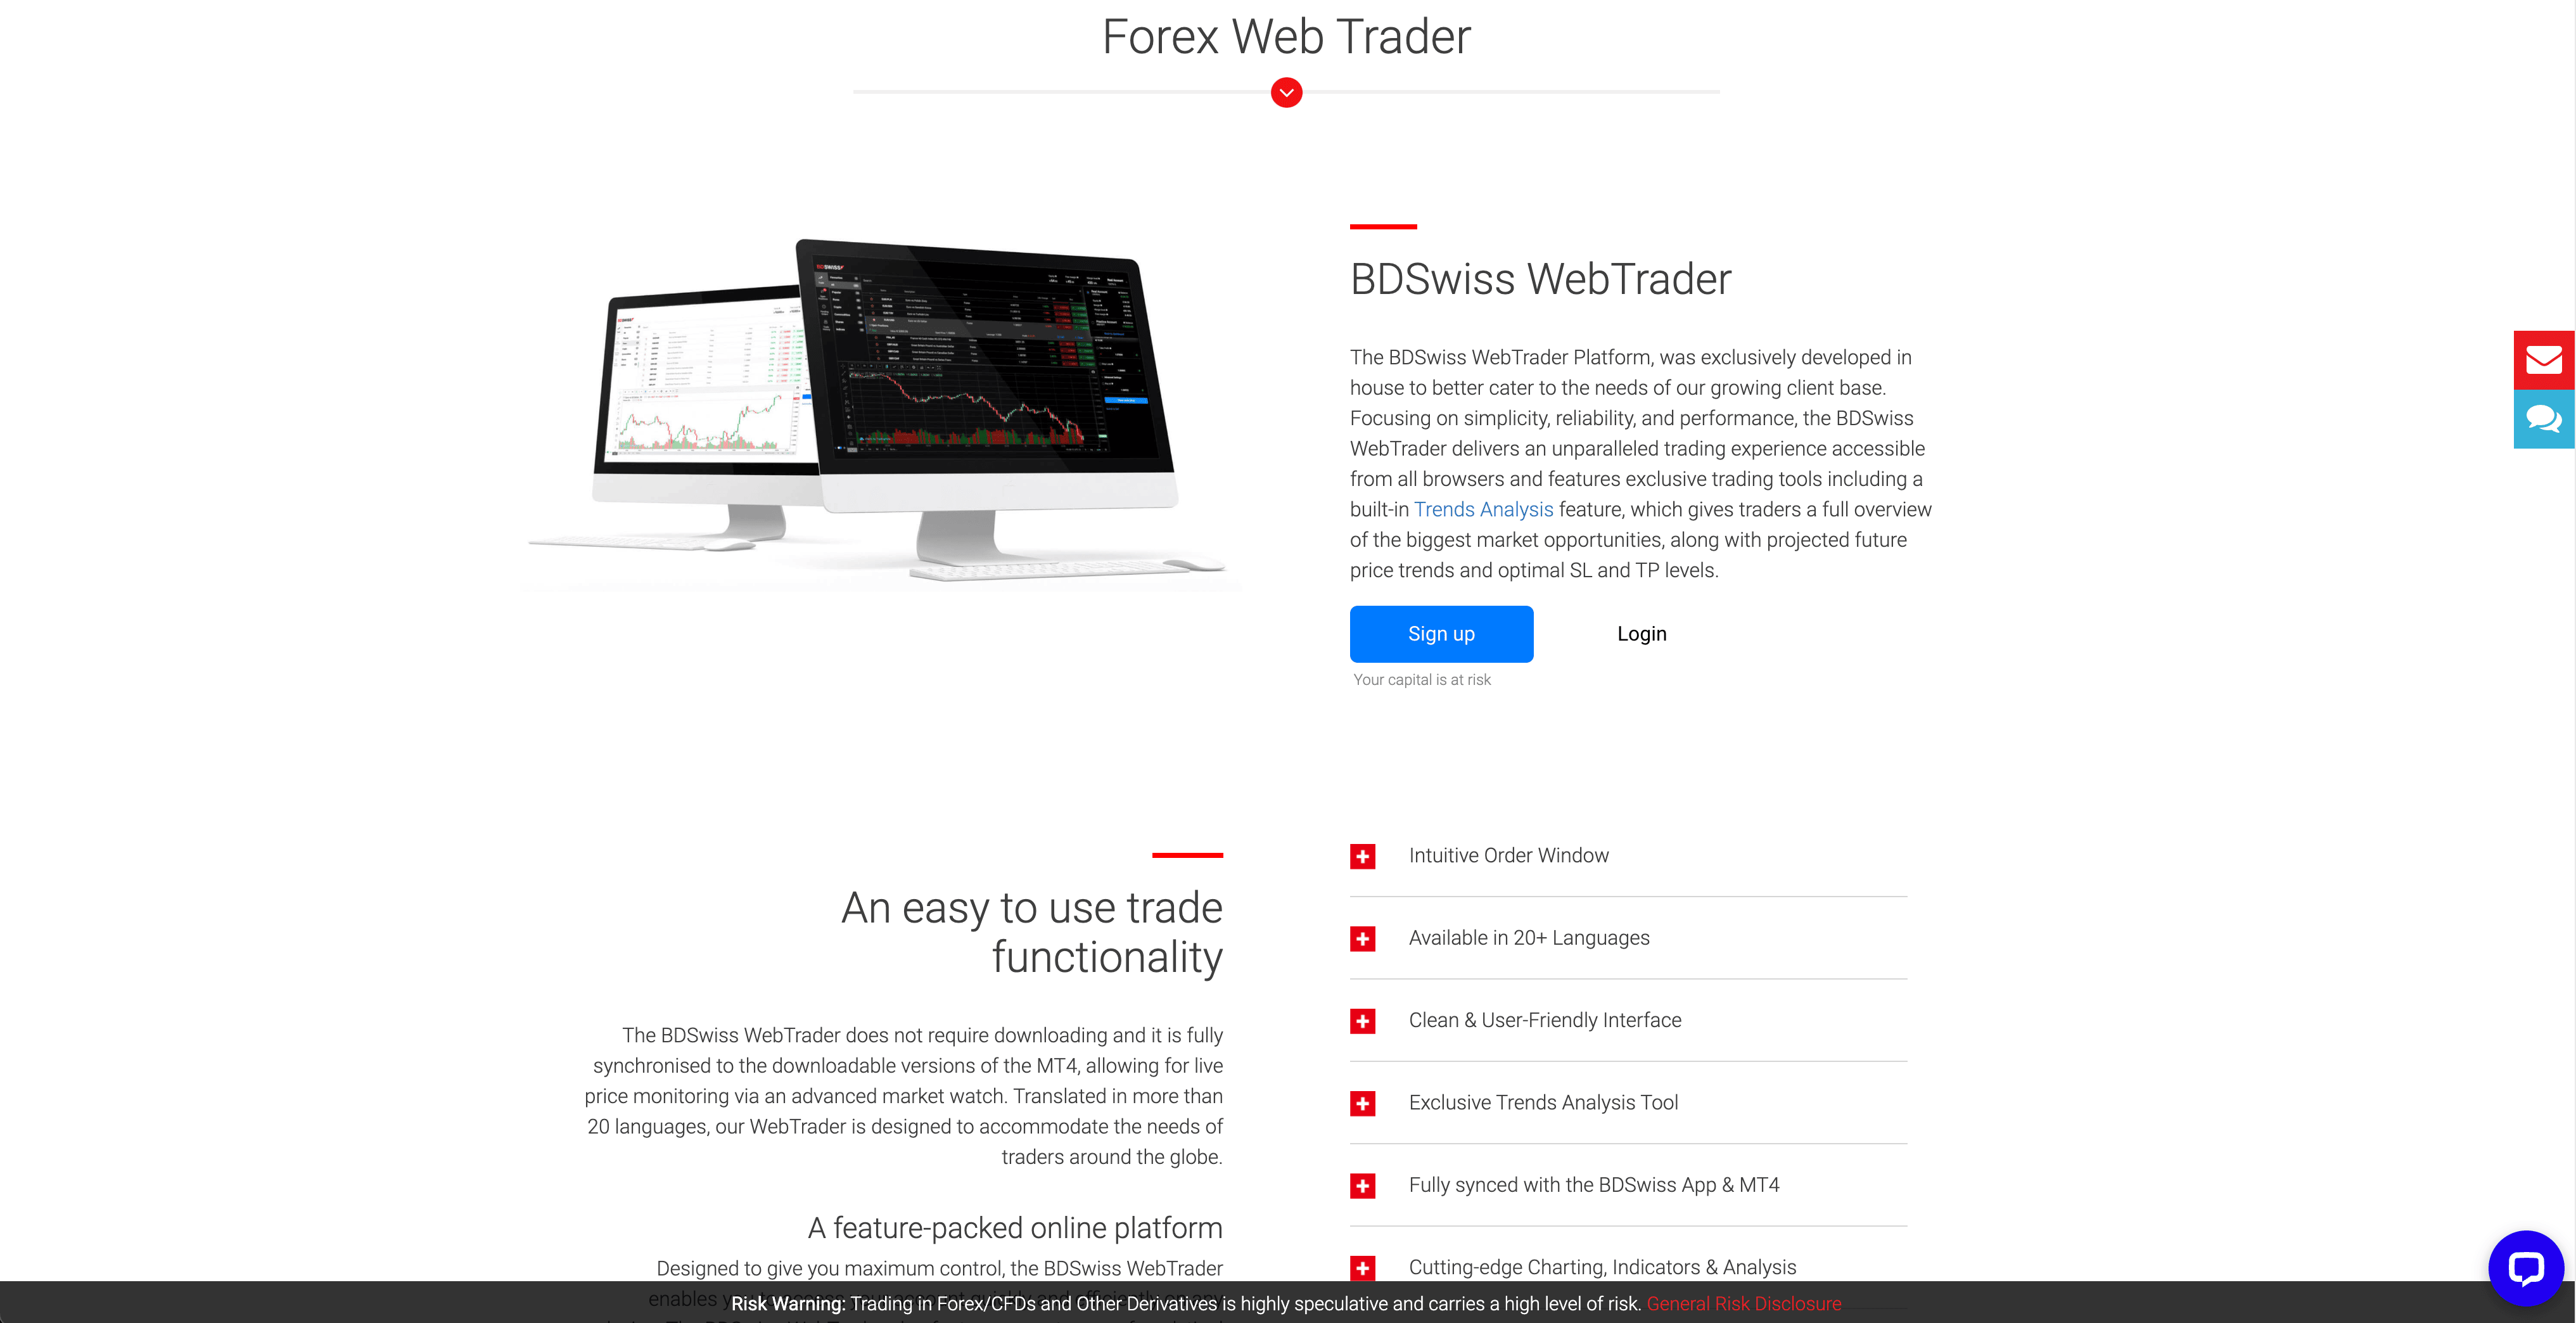 Forex Web Trader
BDSWISS
BDSWISS
BDSwiss WebTrader
The BDSwiss WebTrader Platform, was exclusively developed in
house to better cater to the needs of our growing client base.
Focusing on simplicity, reliability, and performance, the BDSwiss
WebTrader delivers an unparalleled trading experience accessible
from all browsers and features exclusive trading tools including a
built-in Trends Analysis feature, which gives traders a full overview
of the biggest market opportunities, along with projected future
price trends and optimal SL and TP levels.
Sign up
Login
Your capital is at risk
An easy to use trade
functionality
The BDSwiss WebTrader does not require downloading and it is fully
synchronised to the downloadable versions of the MT4, allowing for live
price monitoring via an advanced market watch. Translated in more than
20 languages, our WebTrader is designed to accommodate the needs of
traders around the globe.
A feature-packed online platform
Designed to give you maximum control, the BDSwiss WebTrader
enables
Intuitive Order Window
Available in 20+ Languages
Clean & User-Friendly Interface
Exclusive Trends Analysis Tool
Fully synced with the BDSwiss App & MT4
Cutting-edge Charting, Indicators & Analysis
Risk Warning: Trading in Forex/CFDs and Other Derivatives is highly speculative and carries a high level of risk. General Risk Disclosure